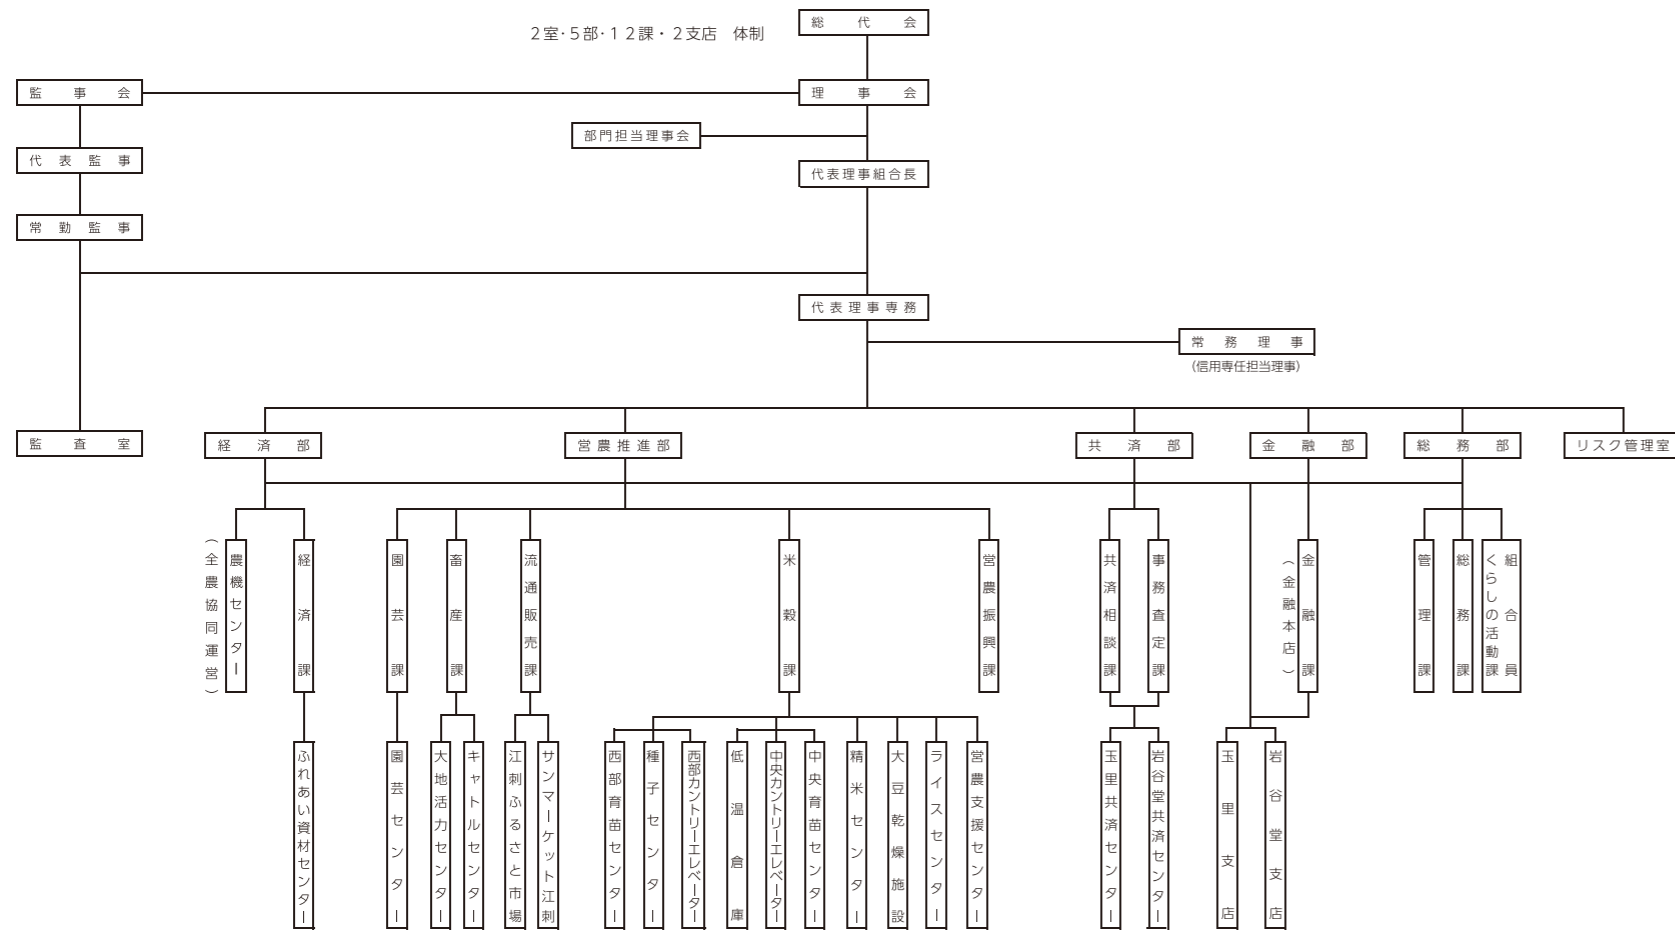 ２室･５部･１２課・２支店　体制
総代会
監事会
理事会
部門担当理事会
代表監事
代表理事組合長
常勤監事
代表理事専務
常務理事
（信用専任担当理事）
監査室
経済部
営農推進部
共済部
金融部
総務部
リスク管理室
（全農協同運営）
農機センター
経済課
園芸課
畜産課
流通販売課
米穀課
営農振興課
共済相談課
事務査定課
（金融本店）
金融課
管理課
総務課
組合員
くらしの活動課
ふれあい資材センター
園芸センター
大地活力センター
キャトルセンター
江刺ふるさと市場
サンマーケット江刺
西部育苗センター
種子センター
西部カントリーエレベーター
低温倉庫
中央カントリーエレベーター
中央育苗センター
精米センター
大豆乾燥施設
ライスセンター
営農支援センター
玉里共済センター
岩谷堂共済センター
玉里支店
岩谷堂支店